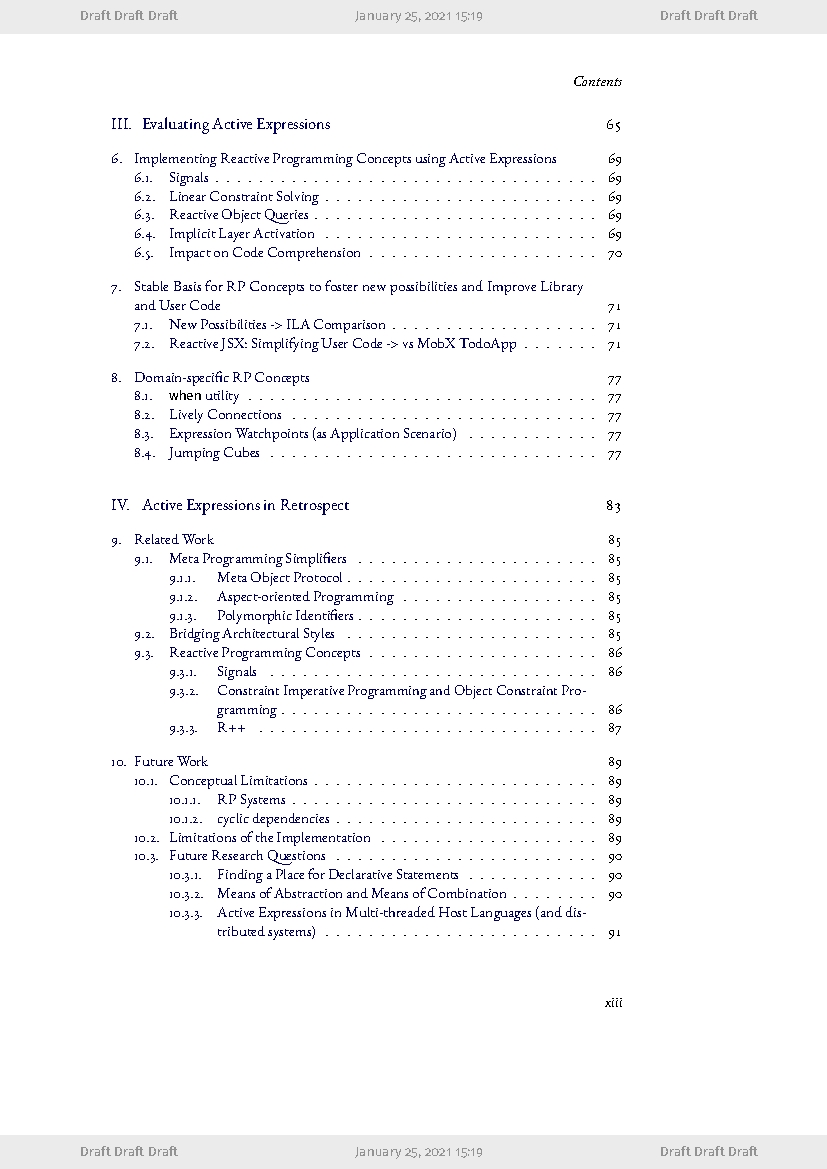 Draft Draft Draft January 25, 2021 15:19 Draft Draft Draft
Contents
III. Evaluating Active Expressions 65
6. Implementing Reactive Programming Concepts using Active Expressions 69
6.1. Signals . . . . . . . . . . . . . . . . . . . . . . . . . . . . . . . . . . . 69
6.2. Linear Constraint Solving . . . . . . . . . . . . . . . . . . . . . . . . . 69
6.3. Reactive Object Queries . . . . . . . . . . . . . . . . . . . . . . . . . . 69
6.4. Implicit Layer Activation . . . . . . . . . . . . . . . . . . . . . . . . . 69
6.5. Impact on Code Comprehension . . . . . . . . . . . . . . . . . . . . . 70
7. Stable Basis for RP Concepts to foster new possibilities and Improve Library
and User Code 71
7.1. New Possibilities -> ILA Comparison . . . . . . . . . . . . . . . . . . . 71
7.2. Reactive JSX: Simplifying User Code -> vs MobX TodoApp . . . . . . . 71
8. Domain-specific RP Concepts 77
8.1. when utility . . . . . . . . . . . . . . . . . . . . . . . . . . . . . . . . 77
8.2. Lively Connections . . . . . . . . . . . . . . . . . . . . . . . . . . . . 77
8.3. Expression Watchpoints (as Application Scenario) . . . . . . . . . . . . 77
8.4. Jumping Cubes . . . . . . . . . . . . . . . . . . . . . . . . . . . . . . 77
IV. Active Expressions in Retrospect 83
9. Related Work 85
9.1. Meta Programming Simplifiers . . . . . . . . . . . . . . . . . . . . . . 85
9.1.1. Meta Object Protocol . . . . . . . . . . . . . . . . . . . . . . . 85
9.1.2. Aspect-oriented Programming . . . . . . . . . . . . . . . . . . 85
9.1.3. Polymorphic Identifiers . . . . . . . . . . . . . . . . . . . . . . 85
9.2. Bridging Architectural Styles . . . . . . . . . . . . . . . . . . . . . . . 85
9.3. Reactive Programming Concepts . . . . . . . . . . . . . . . . . . . . . 86
9.3.1. Signals . . . . . . . . . . . . . . . . . . . . . . . . . . . . . . 86
9.3.2. Constraint Imperative Programming and Object Constraint Pro-
gramming . . . . . . . . . . . . . . . . . . . . . . . . . . . . . 86
9.3.3. R++ . . . . . . . . . . . . . . . . . . . . . . . . . . . . . . . 87
10. Future Work 89
10.1. Conceptual Limitations . . . . . . . . . . . . . . . . . . . . . . . . . . 89
10.1.1. RP Systems . . . . . . . . . . . . . . . . . . . . . . . . . . . . 89
10.1.2. cyclic dependencies . . . . . . . . . . . . . . . . . . . . . . . . 89
10.2. Limitations of the Implementation . . . . . . . . . . . . . . . . . . . . 89
10.3. Future Research Questions . . . . . . . . . . . . . . . . . . . . . . . . 90
10.3.1. Finding a Place for Declarative Statements . . . . . . . . . . . . 90
10.3.2. Means of Abstraction and Means of Combination . . . . . . . . 90
10.3.3. Active Expressions in Multi-threaded Host Languages (and dis-
tributed systems) . . . . . . . . . . . . . . . . . . . . . . . . . 91
xiii
Draft Draft Draft January 25, 2021 15:19 Draft Draft Draft